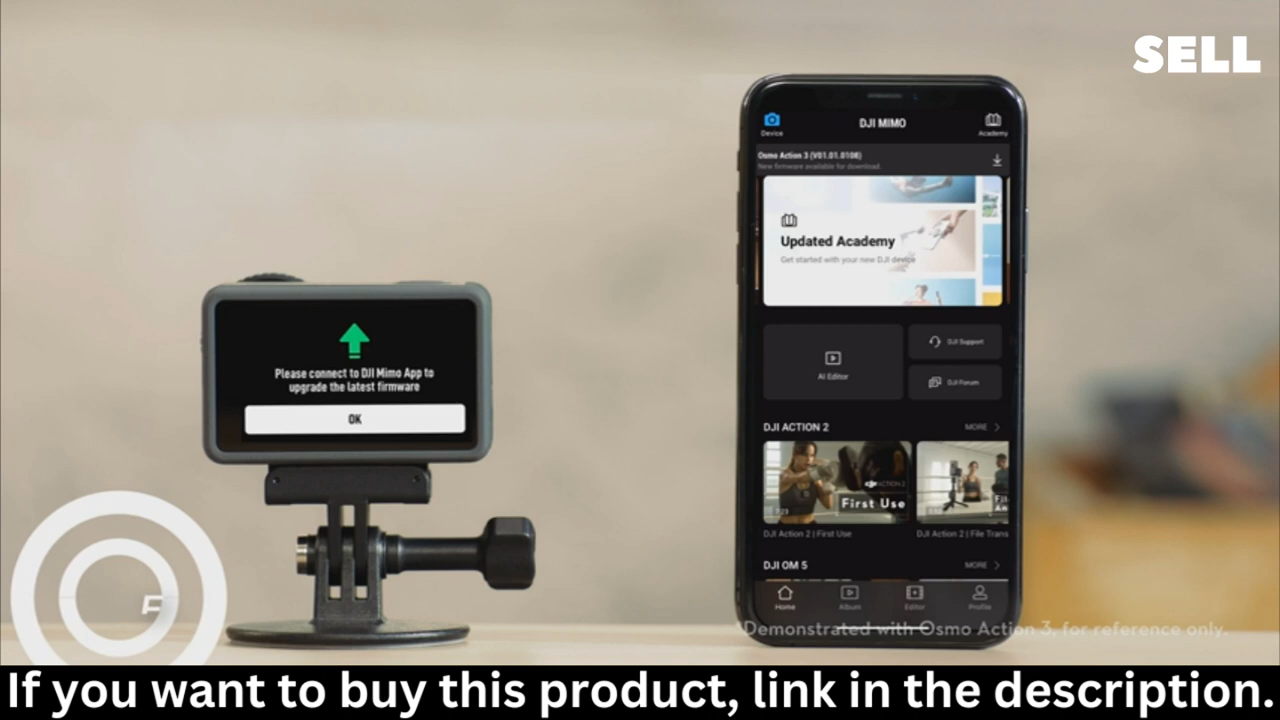 SELL
Device
DJI MIMO
Academy
Osmo Action 3 (V01.01.0108)
New firmware available for download.
Updated Academy
Get started with your new DJI device
Please connect to DJI Mimo App to
upgrade the latest firmware
OK
AI Editor
DJI Support
DJI Forum
DJI ACTION 2
MORE
ACTION 2
First Use
DJI Action 2 | First Use
DJI Action 2 | File Trans
DJI OM 5
MORE
Home
Album
Editor
Profile
*Demonstrated with Osmo Action 3, for reference only.
If you want to buy this product, link in the description.